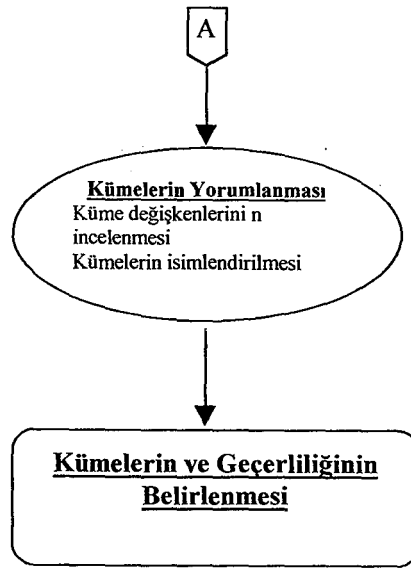 A
Kümelerin Yorumlanması
Küme değişkenlerini n
incelenmesi
Kümelerin isimlendirilmesi
Kümelerin ve Geçerliliğinin
Belirlenmesi